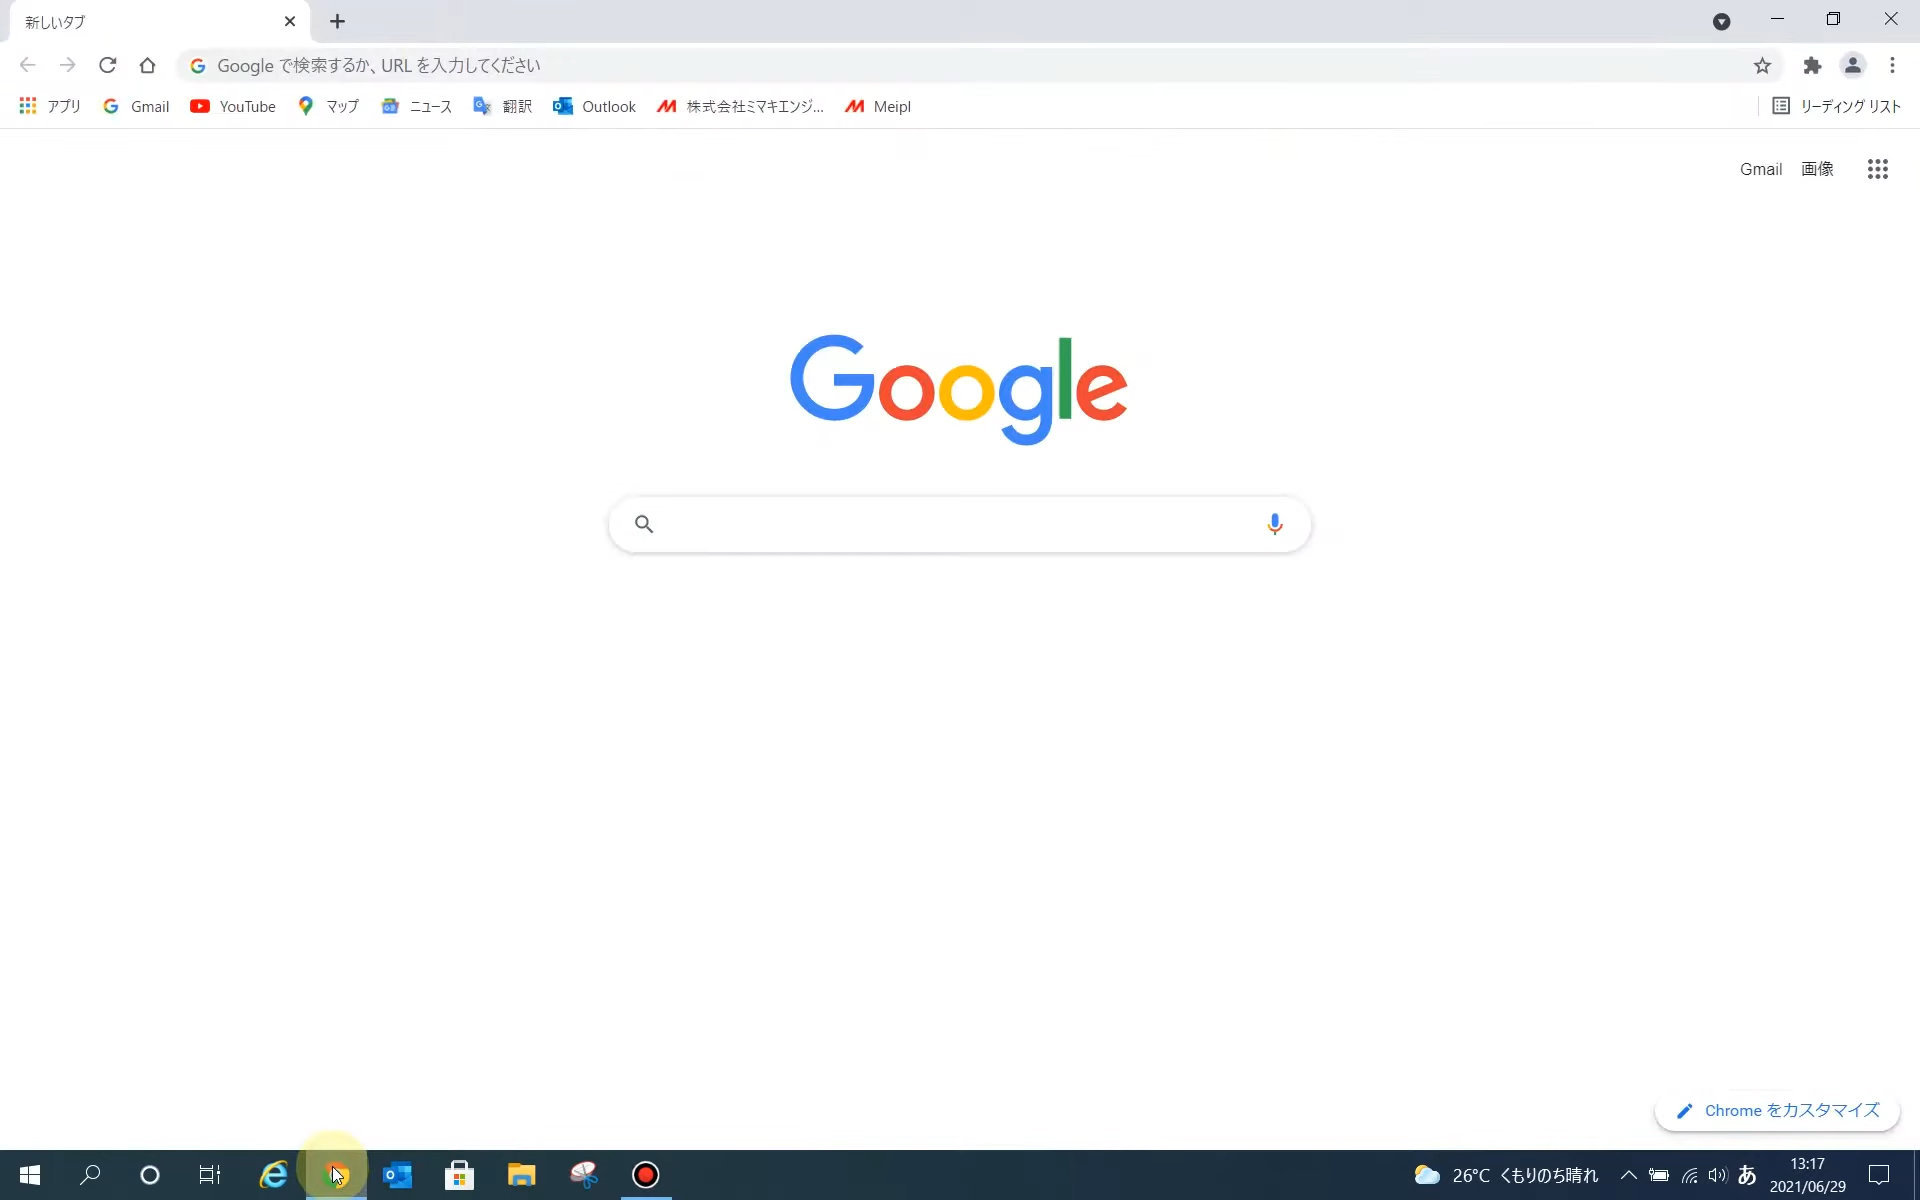 新しいタブ
Google で検索するか、URL を入力してください
アプリ Gmail YouTube マップ ニュース 翻訳 Outlook 株式会社ミマキエンジ... Meipl リーディング リスト
Gmail 画像
Google
Chrome をカスタマイズ
26°C くもりのち晴れ あ 13:17
2021/06/29